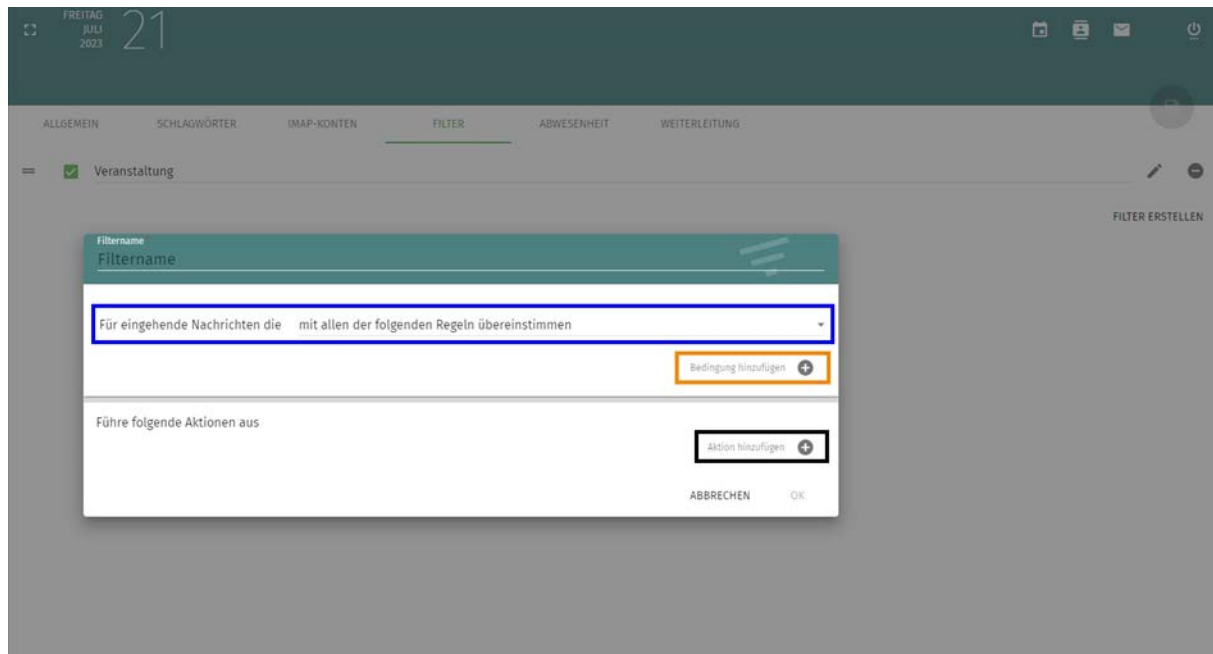 FREITAG
JULI
2023
21
ALLGEMEIN SCHLAGWÖRTER IMAP-KONTEN FILTER ABWESENHEIT WEITERLEITUNG
Veranstaltung
FILTER ERSTELLEN
Filtername
Filtername
Für eingehende Nachrichten die mit allen der folgenden Regeln übereinstimmen
Bedingung hinzufügen
Führe folgende Aktionen aus
Aktion hinzufügen
ABBRECHEN OK